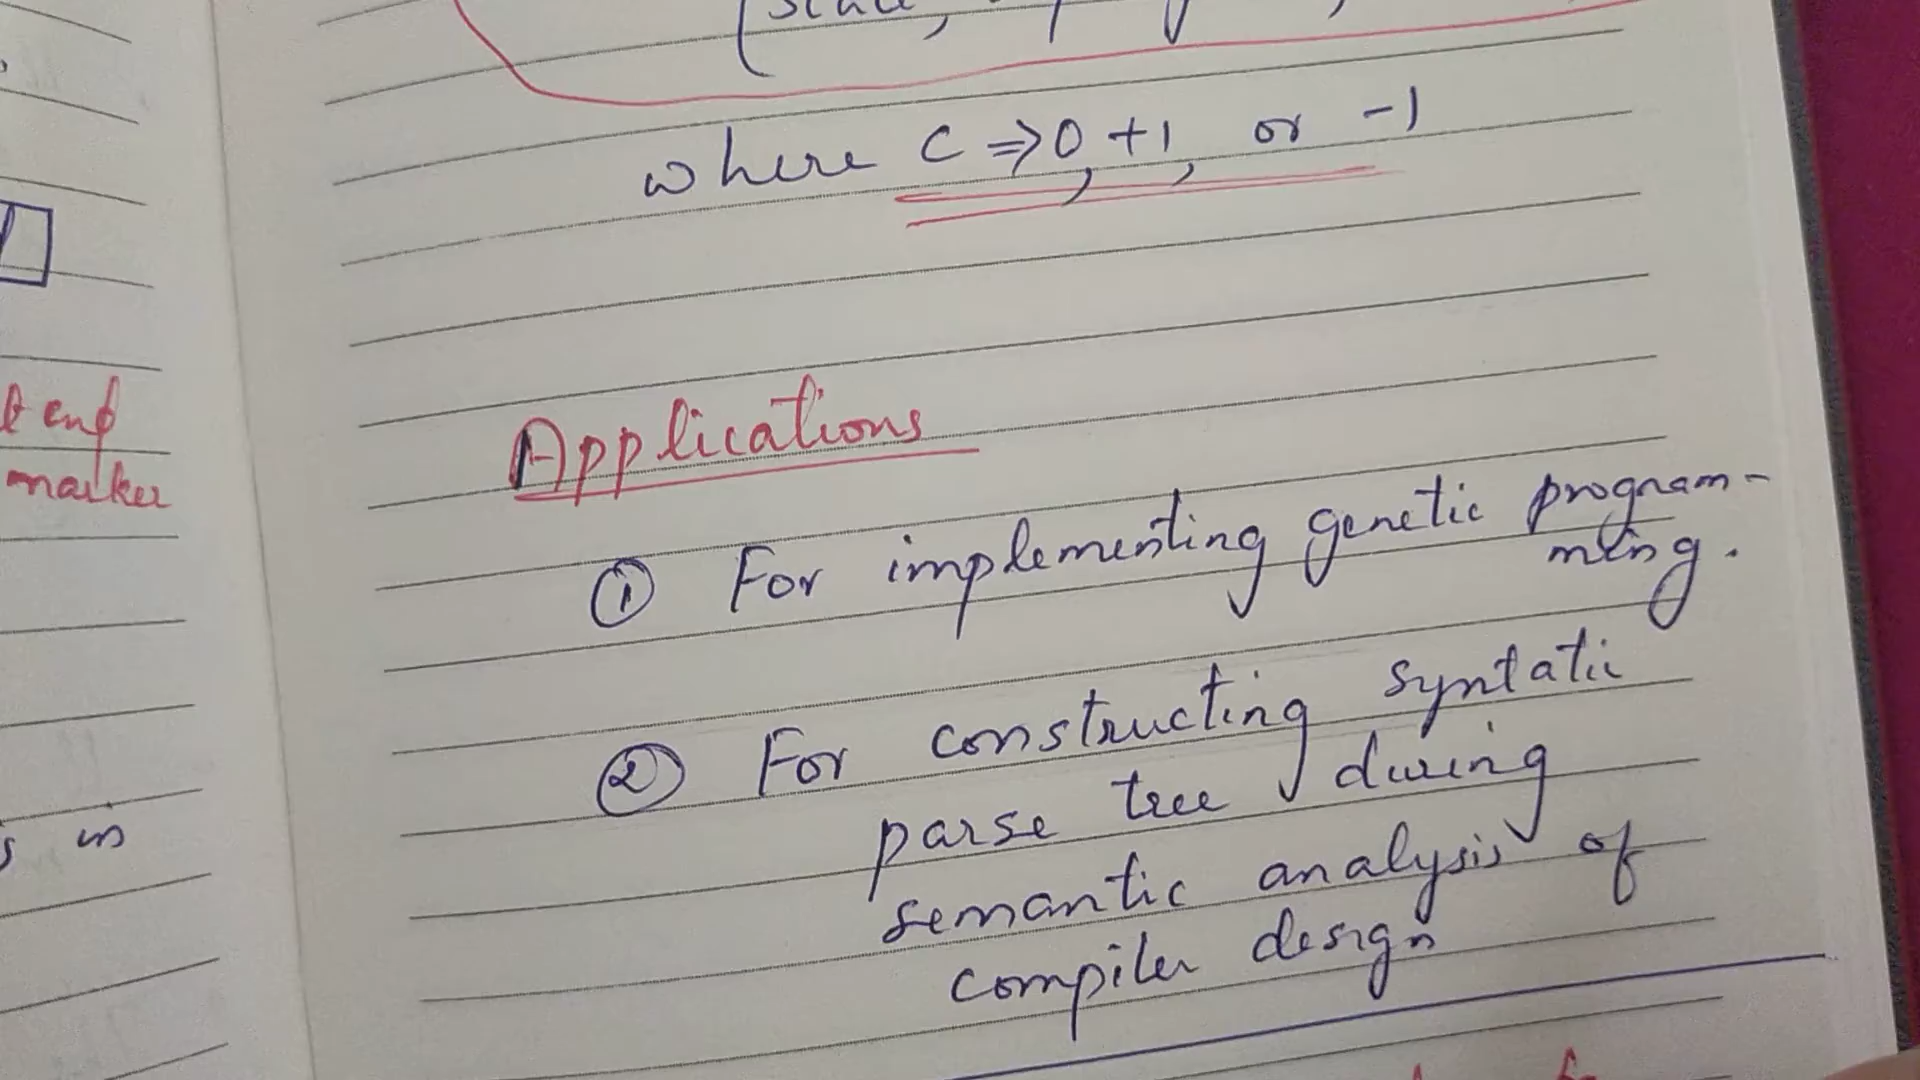 where C ⇒ 0, +1, or -1
Applications
① For implementing genetic program-
ming.
② For constructing syntatic
parse tree during
semantic analysis of
compiler design
marker
in